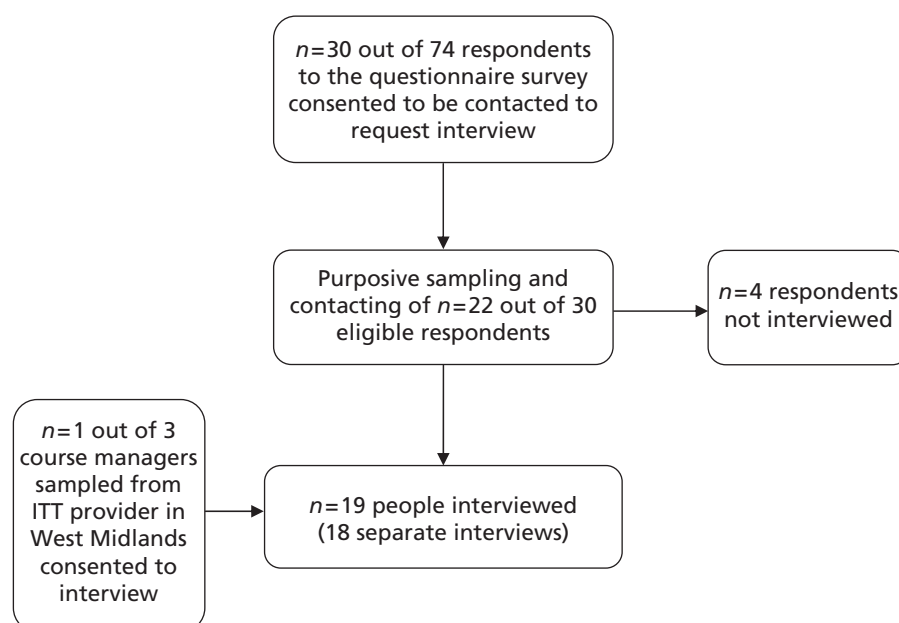 n=30 out of 74 respondents
to the questionnaire survey
consented to be contacted to
request interview
Purposive sampling and
contacting of n=22 out of 30
eligible respondents
n=4 respondents
not interviewed
n=1 out of 3
course managers
sampled from
ITT provider in
West Midlands
consented to
interview
n=19 people interviewed
(18 separate interviews)